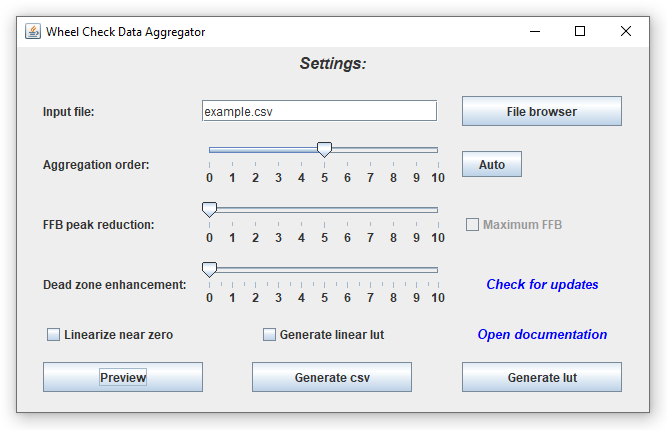 Wheel Check Data Aggregator
Settings:
Input file: example.csv File browser
Aggregation order: Auto
0 1 2 3 4 5 6 7 8 9 10
FFB peak reduction: Maximum FFB
0 1 2 3 4 5 6 7 8 9 10
Dead zone enhancement: Check for updates
0 1 2 3 4 5 6 7 8 9 10
Linearize near zero Generate linear lut Open documentation
Preview Generate csv Generate lut